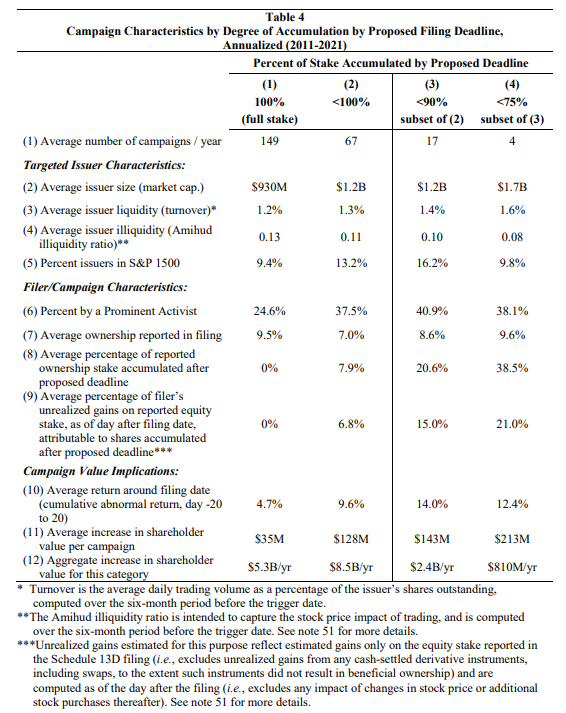 Table 4
Campaign Characteristics by Degree of Accumulation by Proposed Filing Deadline,
Annualized (2011-2021)
Percent of Stake Accumulated by Proposed Deadline
(1) (2) (3) (4)
100% <100% <90% <75%
(full stake) subset of (2) subset of (3)
(1) Average number of campaigns / year 149 67 17 4
Targeted Issuer Characteristics:
(2) Average issuer size (market cap.) $930M $1.2B $1.2B $1.7B
(3) Average issuer liquidity (turnover)* 1.2% 1.3% 1.4% 1.6%
(4) Average issuer illiquidity (Amihud
illiquidity ratio)** 0.13 0.11 0.10 0.08
(5) Percent issuers in S&P 1500 9.4% 13.2% 16.2% 9.8%
Filer/Campaign Characteristics:
(6) Percent by a Prominent Activist 24.6% 37.5% 40.9% 38.1%
(7) Average ownership reported in filing 9.5% 7.0% 8.6% 9.6%
(8) Average percentage of reported
ownership stake accumulated after 0% 7.9% 20.6% 38.5%
proposed deadline
(9) Average percentage of filer's
unrealized gains on reported equity
stake, as of day after filing date, 0% 6.8% 15.0% 21.0%
attributable to shares accumulated
after proposed deadline***
Campaign Value Implications:
(10) Average return around filing date
(cumulative abnormal return, day -20 4.7% 9.6% 14.0% 12.4%
to 20)
(11) Average increase in shareholder
value per campaign $35M $128M $143M $213M
(12) Aggregate increase in shareholder
value for this category $5.3B/yr $8.5B/yr $2.4B/yr $810M/yr
* Turnover is the average daily trading volume as a percentage of the issuer's shares outstanding,
computed over the six-month period before the trigger date.
**The Amihud illiquidity ratio is intended to capture the stock price impact of trading, and is computed
over the six-month period before the trigger date. See note 51 for more details.
***Unrealized gains estimated for this purpose reflect estimated gains only on the equity stake reported in
the Schedule 13D filing (i.e., excludes unrealized gains from any cash-settled derivative instruments,
including swaps, to the extent such instruments did not result in beneficial ownership) and are
computed as of the day after the filing (i.e., excludes any impact of changes in stock price or additional
stock purchases thereafter). See note 51 for more details.